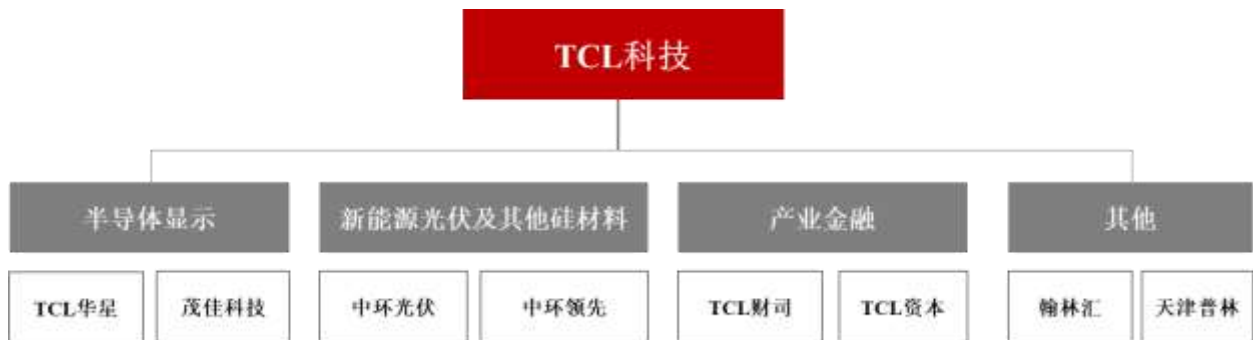 TCL科技
半导体显示
新能源光伏及其他硅材料
产业金融
其他
TCL华星
茂佳科技
中环光伏
中环领先
TCL财司
TCL资本
翰林汇
天津普林